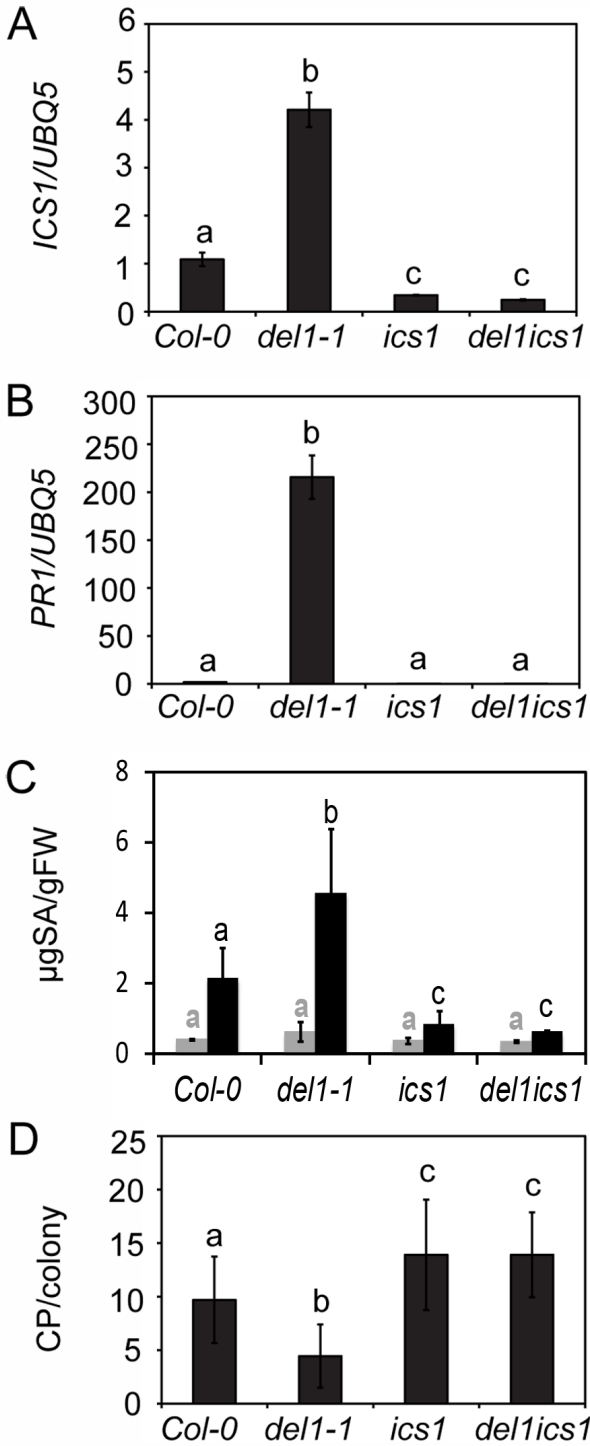 A
ICS1/UBQ5
6
5
4
3
2
1
0
a
b
c
c
Col-0 del1-1 ics1 del1ics1
B
PR1/UBQ5
300
250
200
150
100
50
0
a
b
a
a
Col-0 del1-1 ics1 del1ics1
C
µgSA/gFW
8
6
4
2
0
a a
a b
a c
a c
Col-0 del1-1 ics1 del1ics1
D
CP/colony
25
20
15
10
5
0
a
b
c
c
Col-0 del1-1 ics1 del1ics1